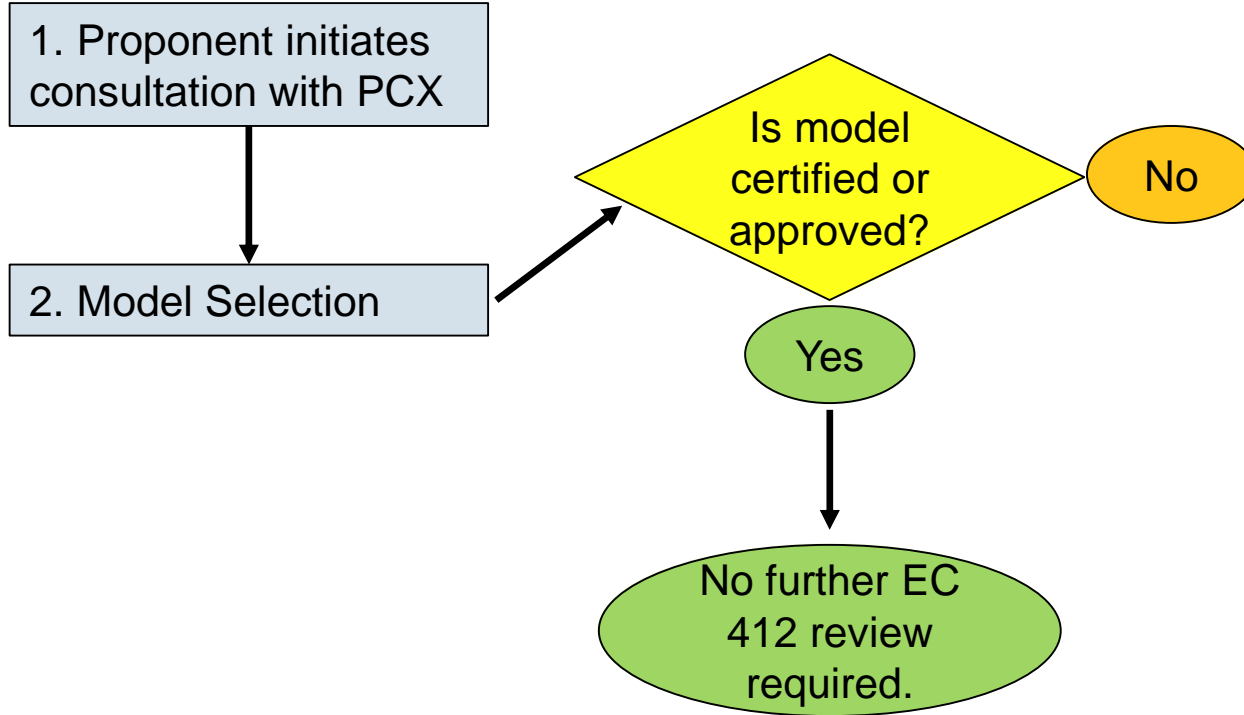 1. Proponent initiates
consultation with PCX
2. Model Selection
Is model
certified or
approved?
No
Yes
No further EC
412 review
required.